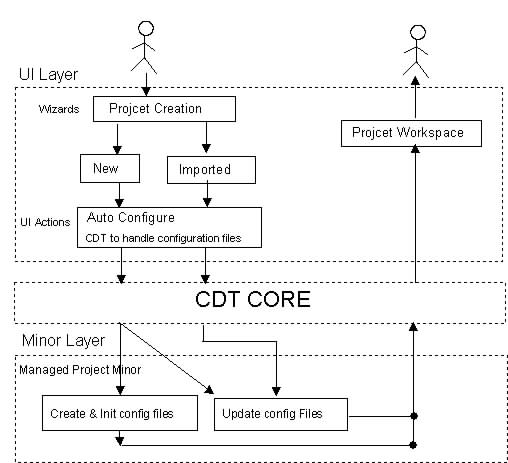 UI Layer
Wizards
Projcet Creation
Projcet Workspace
New
Imported
UI Actions
Auto Configure
CDT to handle configuration files
CDT CORE
Minor Layer
Managed Project Minor
Create & Init config files
Update config Files